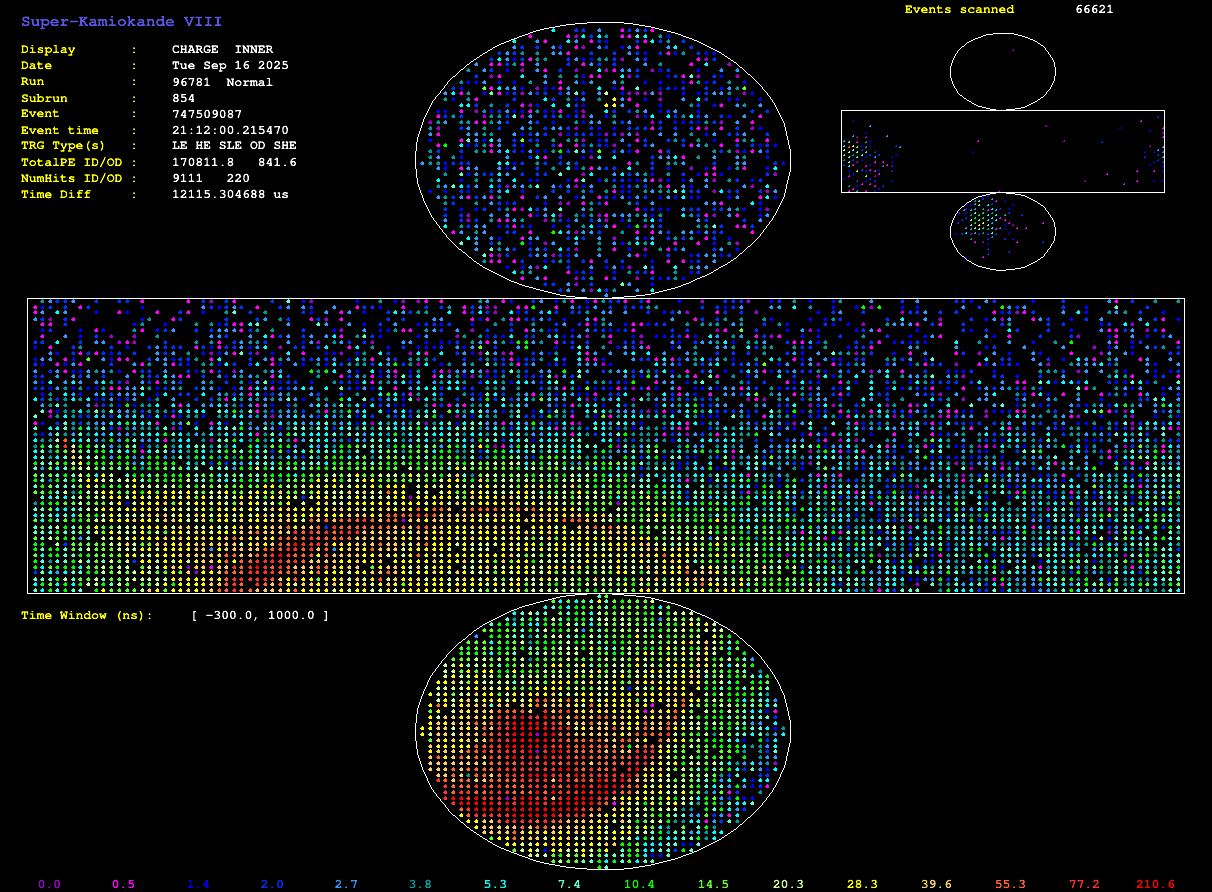 Super-Kamiokande VIII
Events scanned 66621
Display : CHARGE INNER
Date : Tue Sep 16 2025
Run : 96781 Normal
Subrun : 854
Event : 747509087
Event time : 21:12:00.215470
TRG Type(s) : LE HE SLE OD SHE
TotalPE ID/OD : 170811.8 841.6
NumHits ID/OD : 9111 220
Time Diff : 12115.304688 us
Time Window (ns): [ -300.0, 1000.0 ]
0.0 0.5 1.4 2.0 2.7 3.8 5.3 7.4 10.4 14.5 20.3 28.3 39.6 55.3 77.2 210.6